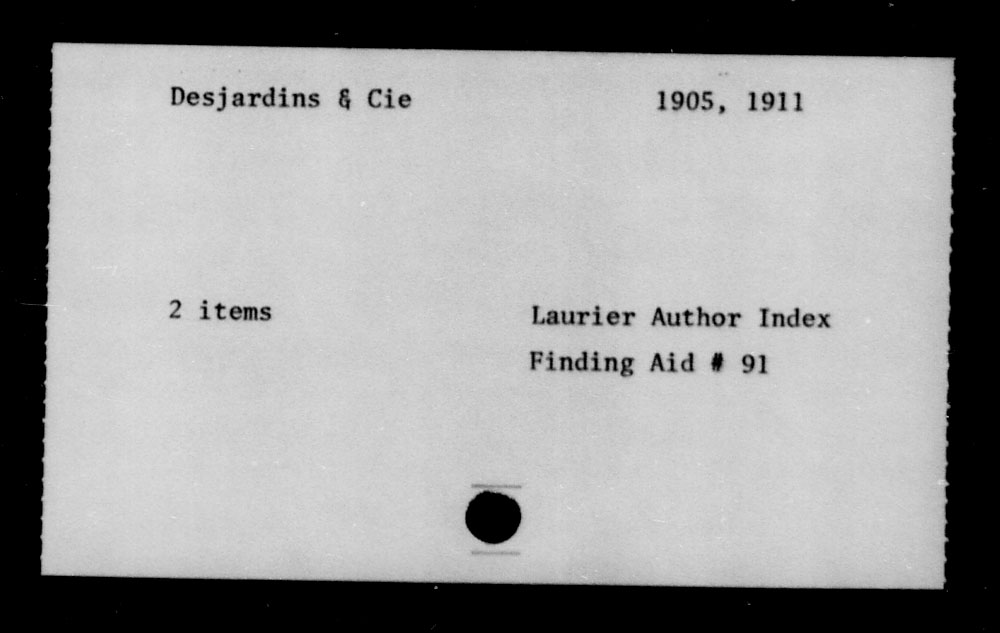 Desjardins & Cie 1905, 1911
2 items Laurier Author Index
Finding Aid # 91